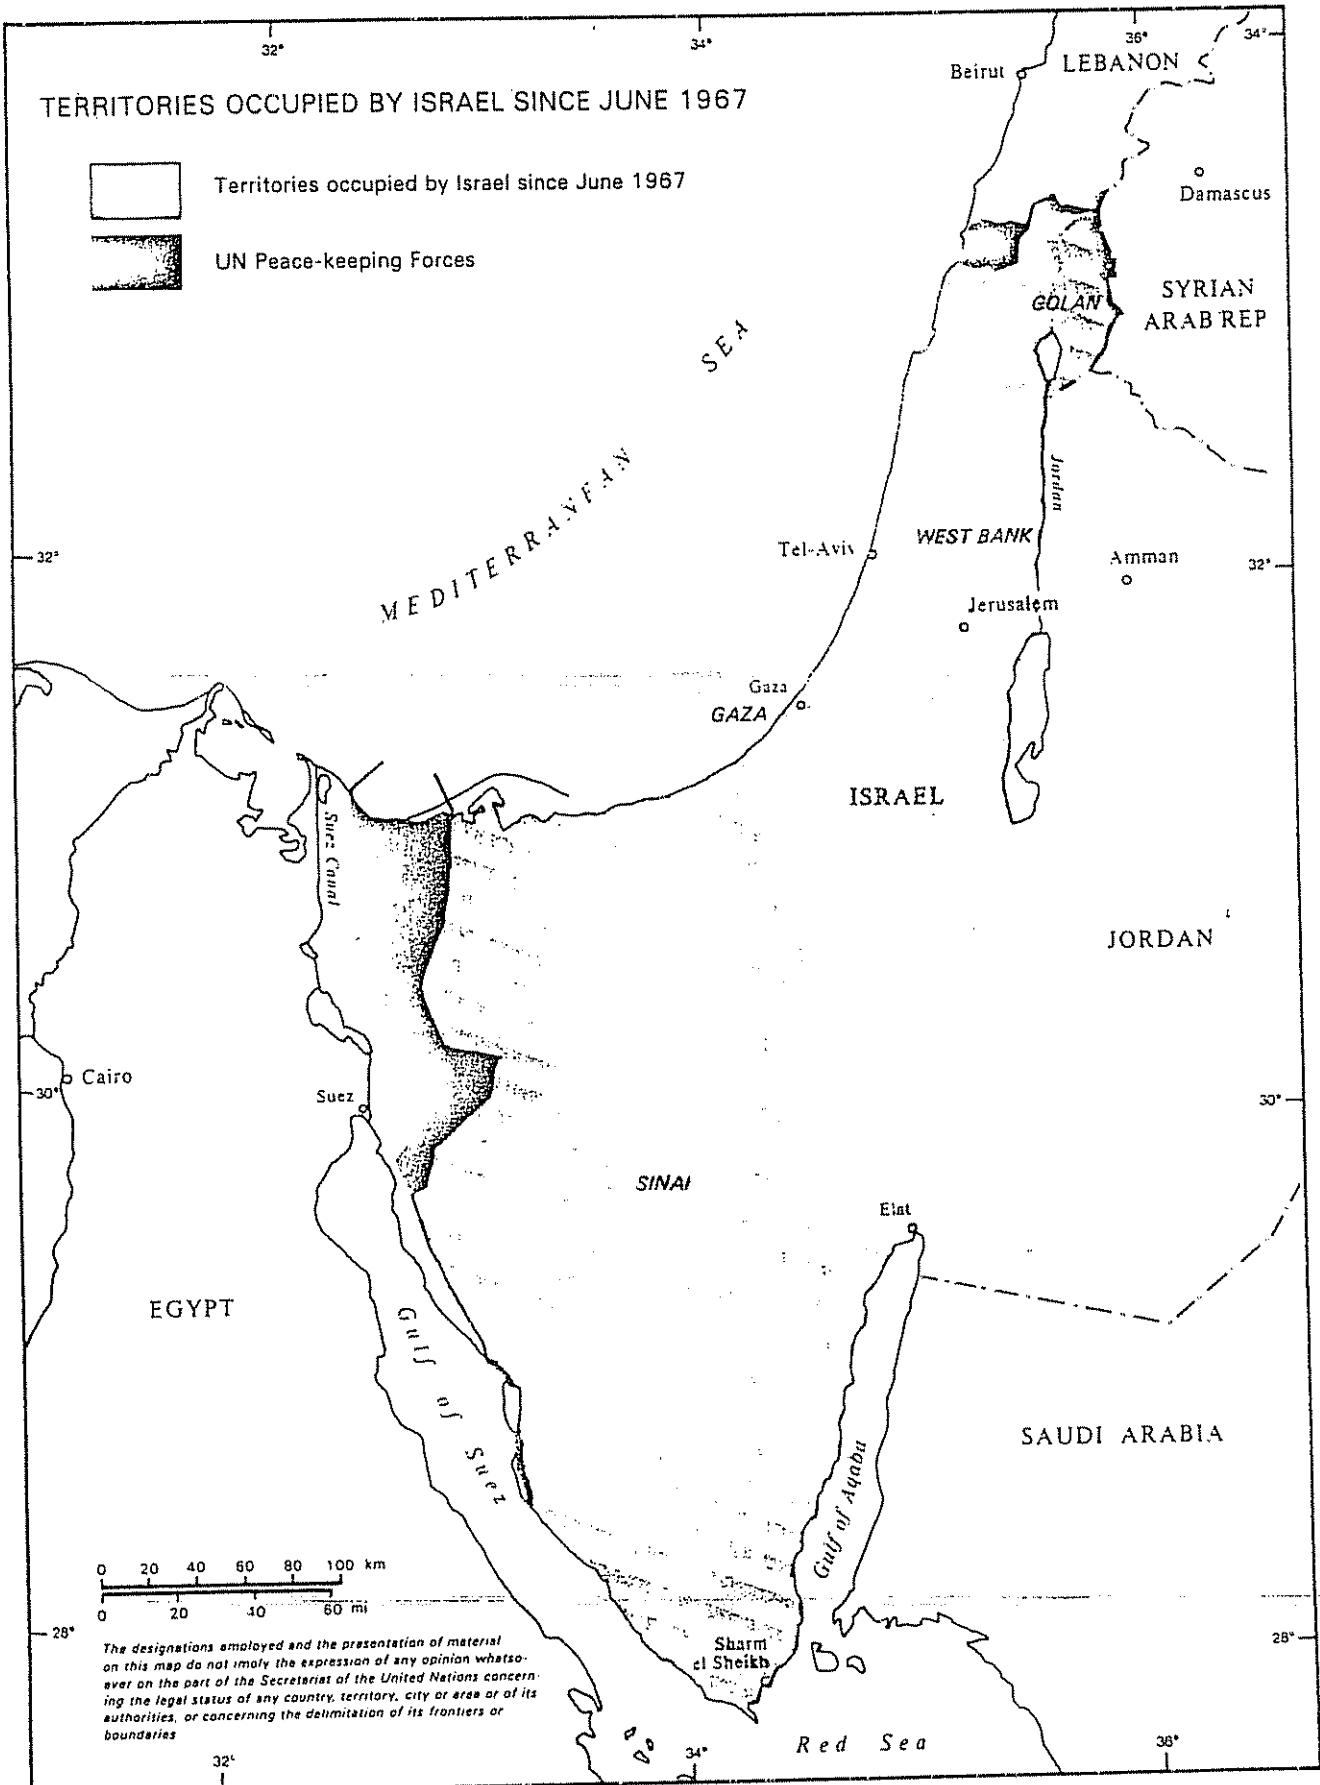 32°
34°
36°
34°
Beirut
LEBANON
TERRITORIES OCCUPIED BY ISRAEL SINCE JUNE 1967
Territories occupied by Israel since June 1967
Damascus
UN Peace-keeping Forces
SYRIAN
ARAB REP
GOLAN
MEDITERRANEAN SEA
Jordan
32°
Tel-Aviv
WEST BANK
Amman
32°
Jerusalem
Gaza
GAZA
ISRAEL
Suez Canal
JORDAN
Cairo
30°
Suez
30°
SINAI
Elat
EGYPT
Gulf of Suez
SAUDI ARABIA
Gulf of Aqaba
0 20 40 60 80 100 km
0 20 40 60 mi
28°
28°
The designations employed and the presentation of material
on this map do not imply the expression of any opinion whatso-
ever on the part of the Secretariat of the United Nations concern-
ing the legal status of any country, territory, city or area or of its
authorities, or concerning the delimitation of its frontiers or
boundaries
Sharm
el Sheikh
Red Sea
32°
34°
36°